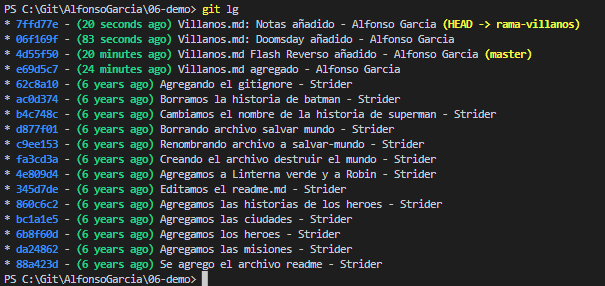 PS C:\Git\AlfonsoGarcia\06-demo> git lg
* 7ffd77e - (20 seconds ago) Villanos.md: Notas añadido - Alfonso Garcia (HEAD -> rama-villanos)
* 06f169f - (83 seconds ago) Villanos.md: Doomsday añadido - Alfonso Garcia
* 4d55f50 - (20 minutes ago) Villanos.md Flash Reverso añadido - Alfonso Garcia (master)
* e69d5c7 - (24 minutes ago) Villanos.md agregado - Alfonso Garcia
* 62c8a10 - (6 years ago) Agregando el gitignore - Strider
* ac0d374 - (6 years ago) Borramos la historia de batman - Strider
* b4c748c - (6 years ago) Cambiamos el nombre de la historia de superman - Strider
* d877f01 - (6 years ago) Borrando archivo salvar mundo - Strider
* c9ee153 - (6 years ago) Renombrando archivo a salvar-mundo - Strider
* fa3cd3a - (6 years ago) Creando el archivo destruir el mundo - Strider
* 4e809d4 - (6 years ago) Agregamos a Linterna verde y a Robin - Strider
* 345d7de - (6 years ago) Editamos el readme.md - Strider
* 860c6c2 - (6 years ago) Agregamos las historias de los heroes - Strider
* bc1a1e5 - (6 years ago) Agregamos las ciudades - Strider
* 6b8f60d - (6 years ago) Agregamos los heroes - Strider
* da24862 - (6 years ago) Agregamos las misiones - Strider
* 88a423d - (6 years ago) Se agrego el archivo readme - Strider
PS C:\Git\AlfonsoGarcia\06-demo>